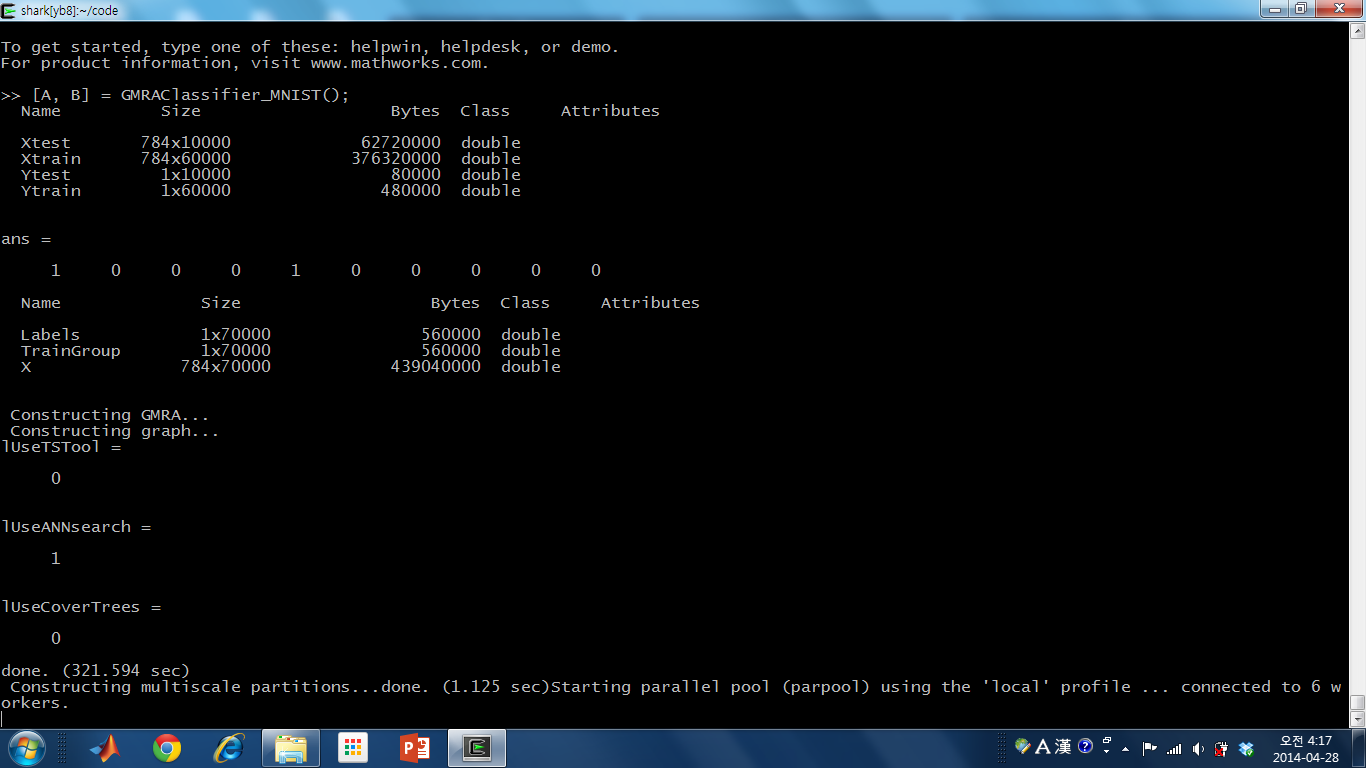 shark[yb8]:~/code
To get started, type one of these: helpwin, helpdesk, or demo.
For product information, visit www.mathworks.com.
>> [A, B] = GMRAClassifier_MNIST();
Name Size Bytes Class Attributes
Xtest 784x10000 62720000 double
Xtrain 784x60000 376320000 double
Ytest 1x10000 80000 double
Ytrain 1x60000 480000 double
ans =
1 0 0 0 1 0 0 0 0 0
Name Size Bytes Class Attributes
Labels 1x70000 560000 double
TrainGroup 1x70000 560000 double
X 784x70000 439040000 double
Constructing GMRA...
Constructing graph...
lUseTSTool =
0
lUseANNsearch =
1
lUseCoverTrees =
0
done. (321.594 sec)
Constructing multiscale partitions...done. (1.125 sec)Starting parallel pool (parpool) using the 'local' profile ... connected to 6 w
orkers.
A 漢 ?
오전 4:17
2014-04-28